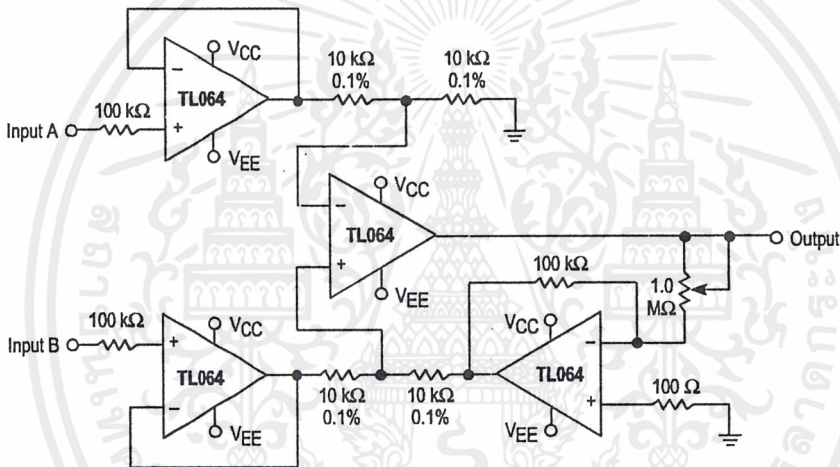 VCC
10 kΩ
0.1%
10 kΩ
0.1%
TL064
100 kΩ
Input A
−
+
VEE
VCC
TL064
−
+
VEE
Output
100 kΩ
1.0
MΩ
100 kΩ
Input B
VCC
TL064
+
−
VEE
10 kΩ
0.1%
10 kΩ
0.1%
VCC
TL064
−
+
VEE
100 Ω